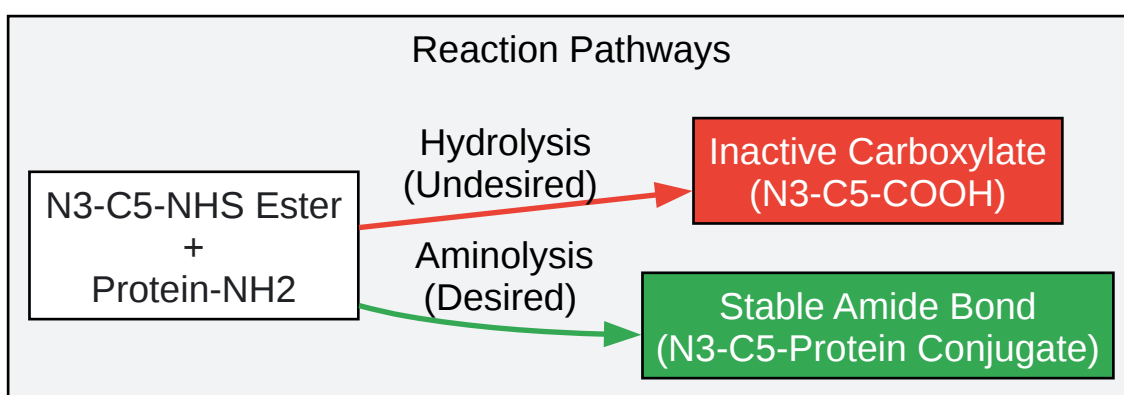 Reaction Pathways
N3-C5-NHS Ester
+
Protein-NH2
Hydrolysis
(Undesired)
Aminolysis
(Desired)
Inactive Carboxylate
(N3-C5-COOH)
Stable Amide Bond
(N3-C5-Protein Conjugate)